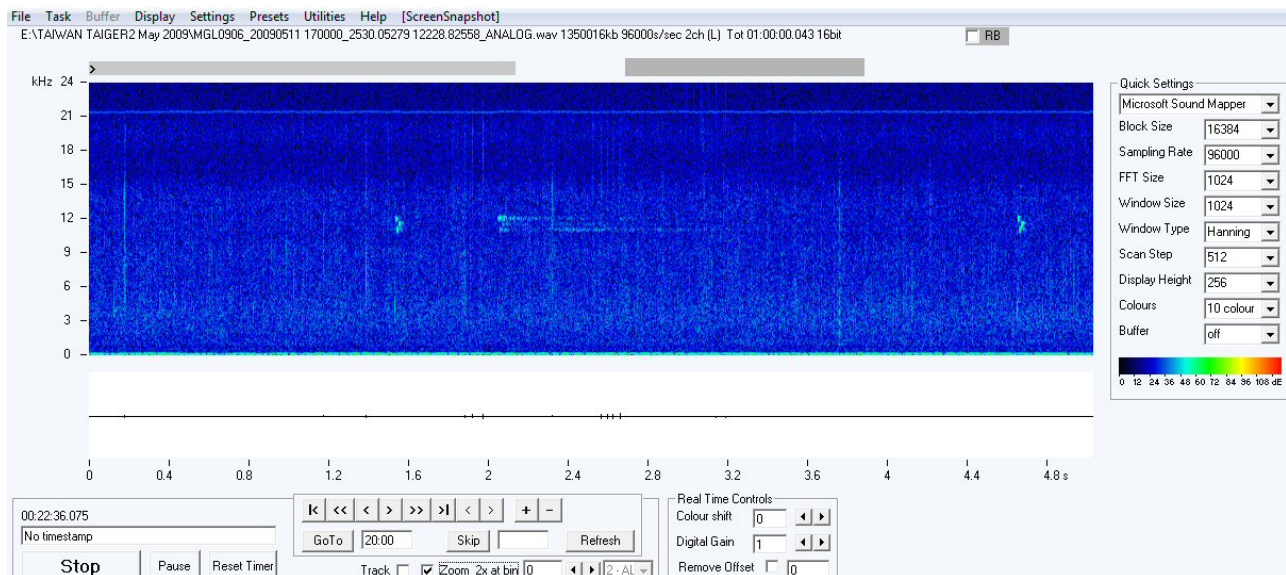 File Task Buffer Display Settings Presets Utilities Help [ScreenSnapshot]
E:\TAIWAN TAIGER2 May 2009\MGL0906_20090511 170000_2530.05279 12228.82558_ANALOG.wav 1350016kb 96000s/sec 2ch (L) Tot 01:00:00.043 16bit RB
>
kHz 24
21
18
15
12
9
6
3
0
Quick Settings
Microsoft Sound Mapper
Block Size 16384
Sampling Rate 96000
FFT Size 1024
Window Size 1024
Window Type Hanning
Scan Step 512
Display Height 256
Colours 10 colour
Buffer off
0 12 24 36 48 60 72 84 96 108 dE
0 0.4 0.8 1.2 1.6 2 2.4 2.8 3.2 3.6 4 4.4 4.8 s
00:22:36.075
No timestamp
Stop Pause Reset Timer
|< << < > >> >| < > + -
GoTo 20:00 Skip Refresh
Track Zoom 2x at bin 0 2 - AL
Real Time Controls
Colour shift 0
Digital Gain 1
Remove Offset 0